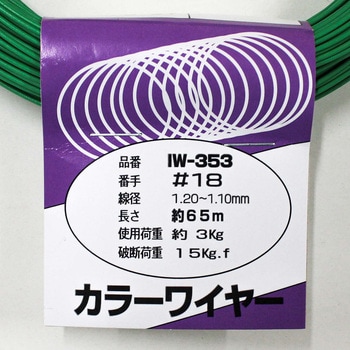 品番 IW-353
番手 #18
線径 1.20~1.10mm
長さ 約65m
使用荷重 約 3Kg
破断荷重 15Kg.f
カラーワイヤー